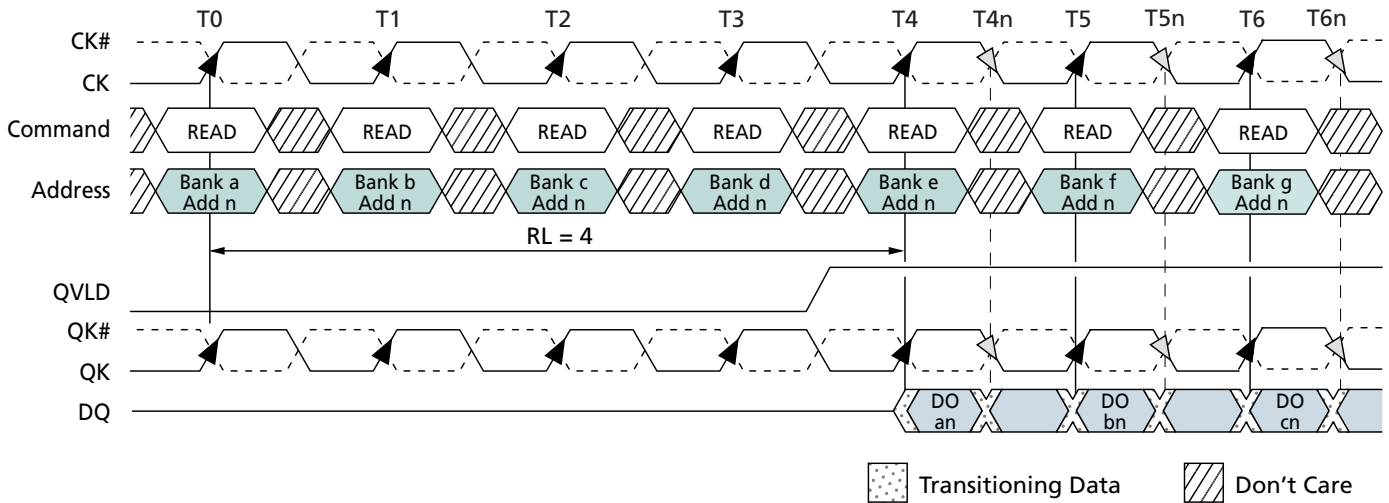 T0 T1 T2 T3 T4 T4n T5 T5n T6 T6n
CK#
CK
Command READ READ READ READ READ READ READ
Address Bank a Bank b Bank c Bank d Bank e Bank f Bank g
Add n Add n Add n Add n Add n Add n Add n
RL = 4
QVLD
QK#
QK
DQ DO DO DO
an bn cn
Transitioning Data Don't Care